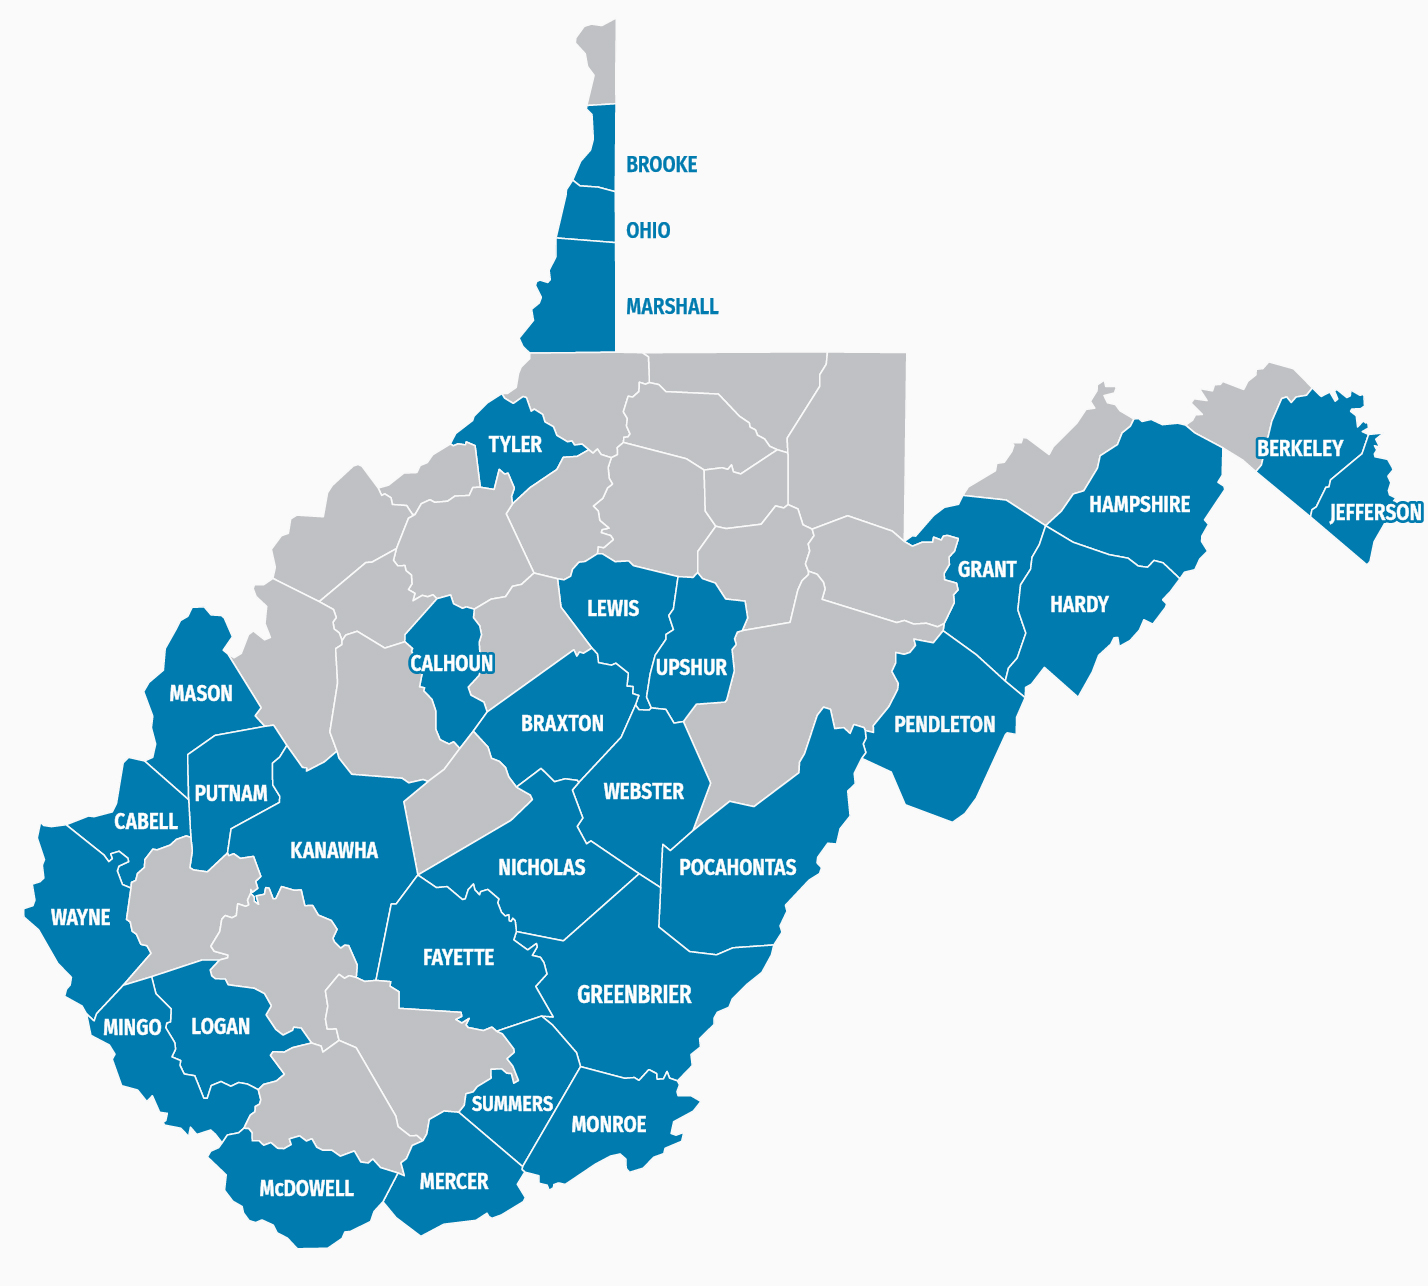 BROOKE
OHIO
MARSHALL
TYLER
BERKELEY
HAMPSHIRE
JEFFERSON
GRANT
HARDY
LEWIS
CALHOUN
UPSHUR
MASON
BRAXTON
PENDLETON
PUTNAM
WEBSTER
CABELL
KANAWHA
NICHOLAS
POCAHONTAS
WAYNE
FAYETTE
GREENBRIER
MINGO
LOGAN
SUMMERS
MONROE
MERCER
McDOWELL